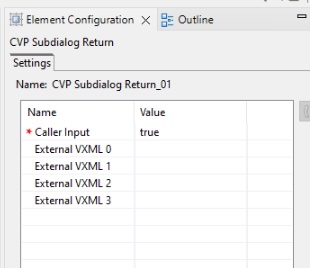 Element Configuration Outline
CVP Subdialog Return
Settings
Name: CVP Subdialog Return_01
Name Value
* Caller Input true
External VXML 0
External VXML 1
External VXML 2
External VXML 3